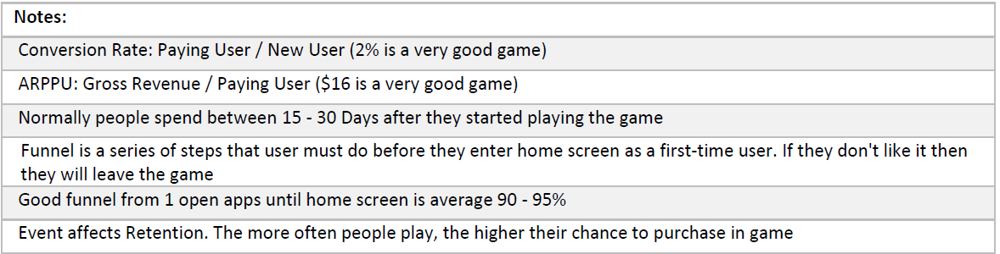 Notes:
Conversion Rate: Paying User / New User (2% is a very good game)
ARPPU: Gross Revenue / Paying User ($16 is a very good game)
Normally people spend between 15 - 30 Days after they started playing the game
Funnel is a series of steps that user must do before they enter home screen as a first-time user. If they don't like it then
they will leave the game
Good funnel from 1 open apps until home screen is average 90 - 95%
Event affects Retention. The more often people play, the higher their chance to purchase in game